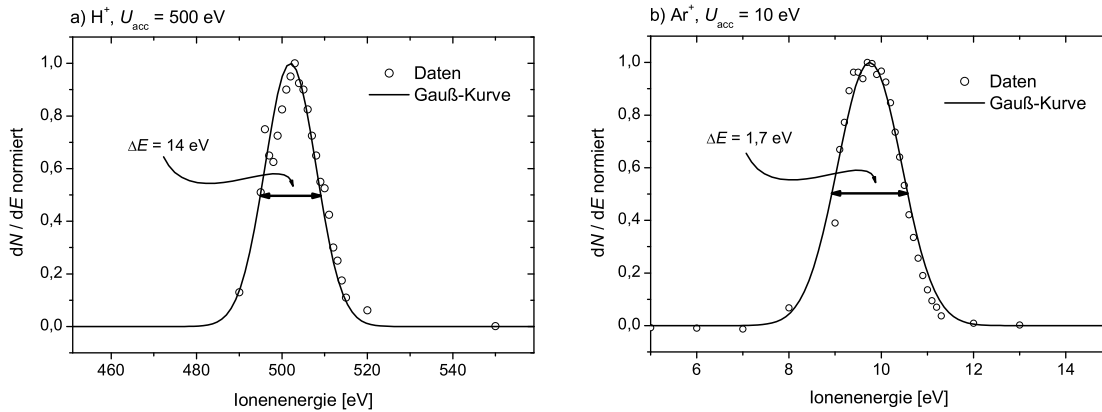 a) H⁺, U_acc = 500 eV
1,0
0,8
0,6
0,4
0,2
0,0
dN / dE normiert
Daten
Gauß-Kurve
ΔE = 14 eV
460
480
500
520
540
Ionenenergie [eV]
b) Ar⁺, U_acc = 10 eV
1,0
0,8
0,6
0,4
0,2
0,0
dN / dE normiert
Daten
Gauß-Kurve
ΔE = 1,7 eV
6
8
10
12
14
Ionenenergie [eV]